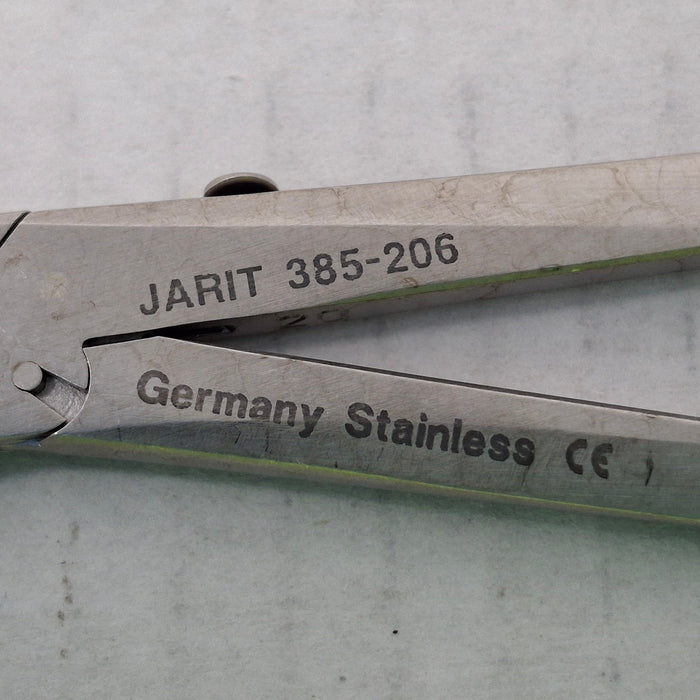 JARIT 385-206
Germany Stainless CE